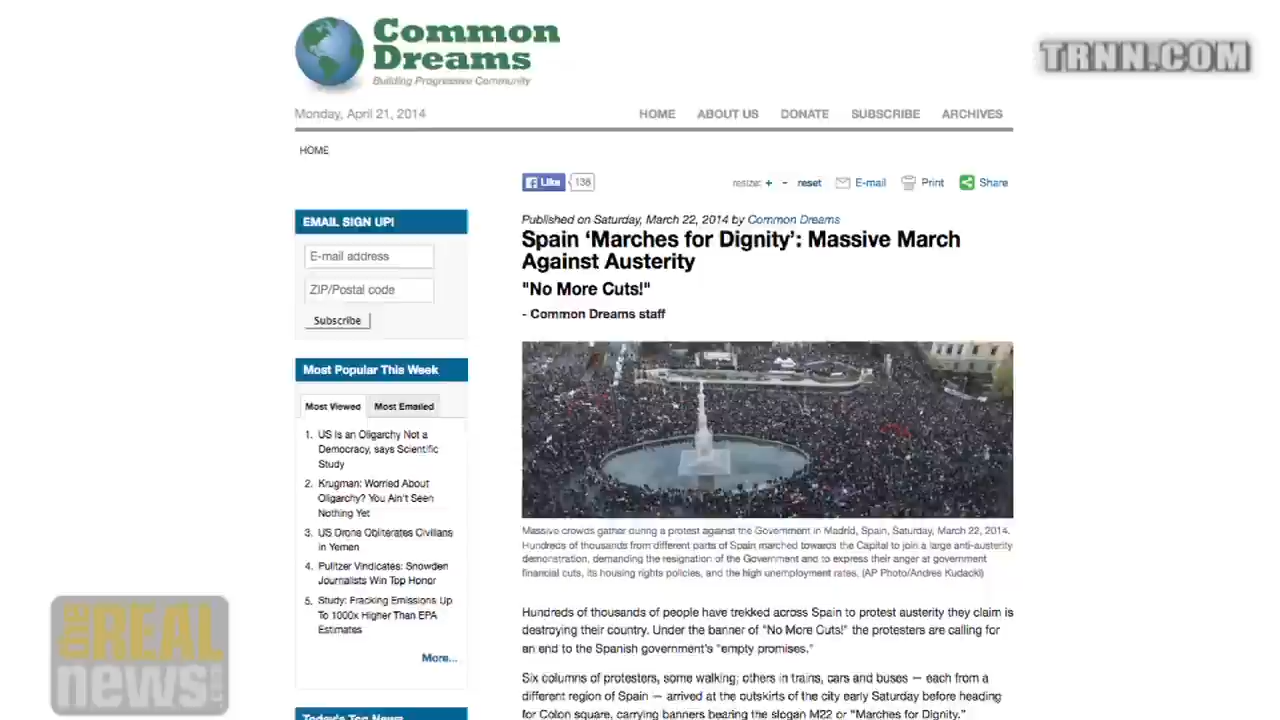 Common
Dreams
Building Progressive Community
TRNN.COM
Monday, April 21, 2014
HOME ABOUT US DONATE SUBSCRIBE ARCHIVES
HOME
Like 138
resize: + - reset E-mail Print Share
EMAIL SIGN UP!
E-mail address
ZIP/Postal code
Subscribe
Most Popular This Week
Most Viewed Most Emailed
1. US Is an Oligarchy Not a
Democracy, says Scientific
Study
2. Krugman: Worried About
Oligarchy? You Ain't Seen
Nothing Yet
3. US Drone Obliterates Civilians
in Yemen
4. Pulitzer Vindicates: Snowden
Journalists Win Top Honor
5. Study: Fracking Emissions Up
To 1000x Higher Than EPA
Estimates
More...
Today's Top News
Published on Saturday, March 22, 2014 by Common Dreams
Spain ‘Marches for Dignity’: Massive March
Against Austerity
"No More Cuts!"
- Common Dreams staff
Massive crowds gather during a protest against the Government in Madrid, Spain, Saturday, March 22, 2014.
Hundreds of thousands from different parts of Spain marched towards the Capital to join a large anti-austerity
demonstration, demanding the resignation of the Government and to express their anger at government
financial cuts, its housing rights policies, and the high unemployment rates. (AP Photo/Andres Kudacki)
Hundreds of thousands of people have trekked across Spain to protest austerity they claim is
destroying their country. Under the banner of "No More Cuts!" the protesters are calling for
an end to the Spanish government's "empty promises."
Six columns of protesters, some walking; others in trains, cars and buses — each from a
different region of Spain — arrived at the outskirts of the city early Saturday before heading
for Colon square, carrying banners bearing the slogan M22 or “Marches for Dignity.”
the REAL
news.com